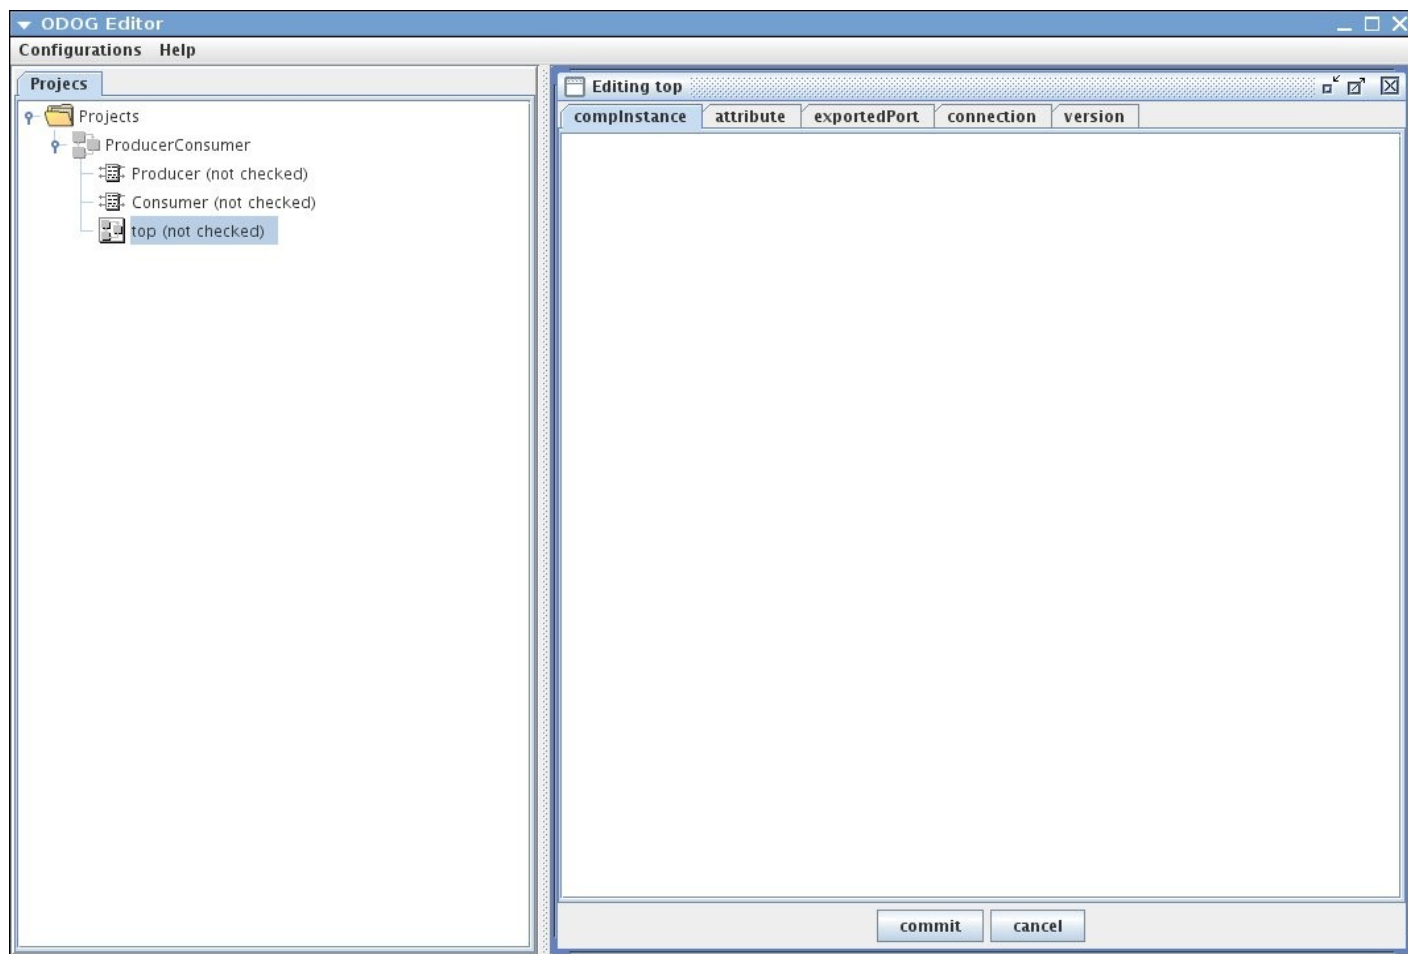 ODOG Editor
Configurations Help
Projecs
Projects
ProducerConsumer
Producer (not checked)
Consumer (not checked)
top (not checked)
Editing top
compInstance attribute exportedPort connection version
commit cancel